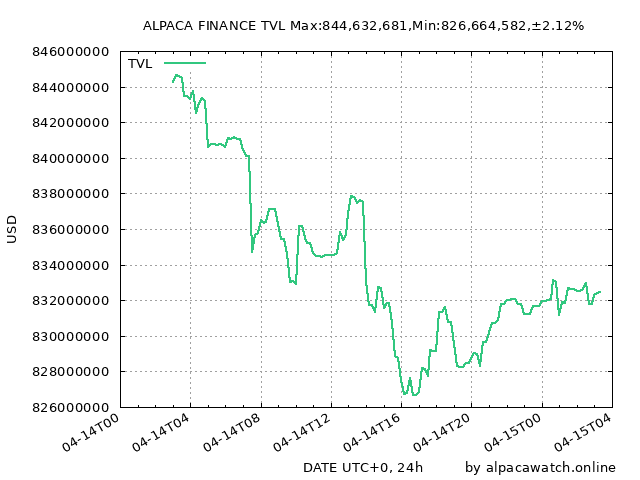 ALPACA FINANCE TVL Max:844,632,681,Min:826,664,582,±2.12%
846000000
TVL
844000000
842000000
840000000
838000000
836000000
USD
834000000
832000000
830000000
828000000
826000000
04-14T00
04-14T04
04-14T08
04-14T12
04-14T16
04-14T20
04-15T00
04-15T04
DATE UTC+0, 24h
by alpacawatch.online